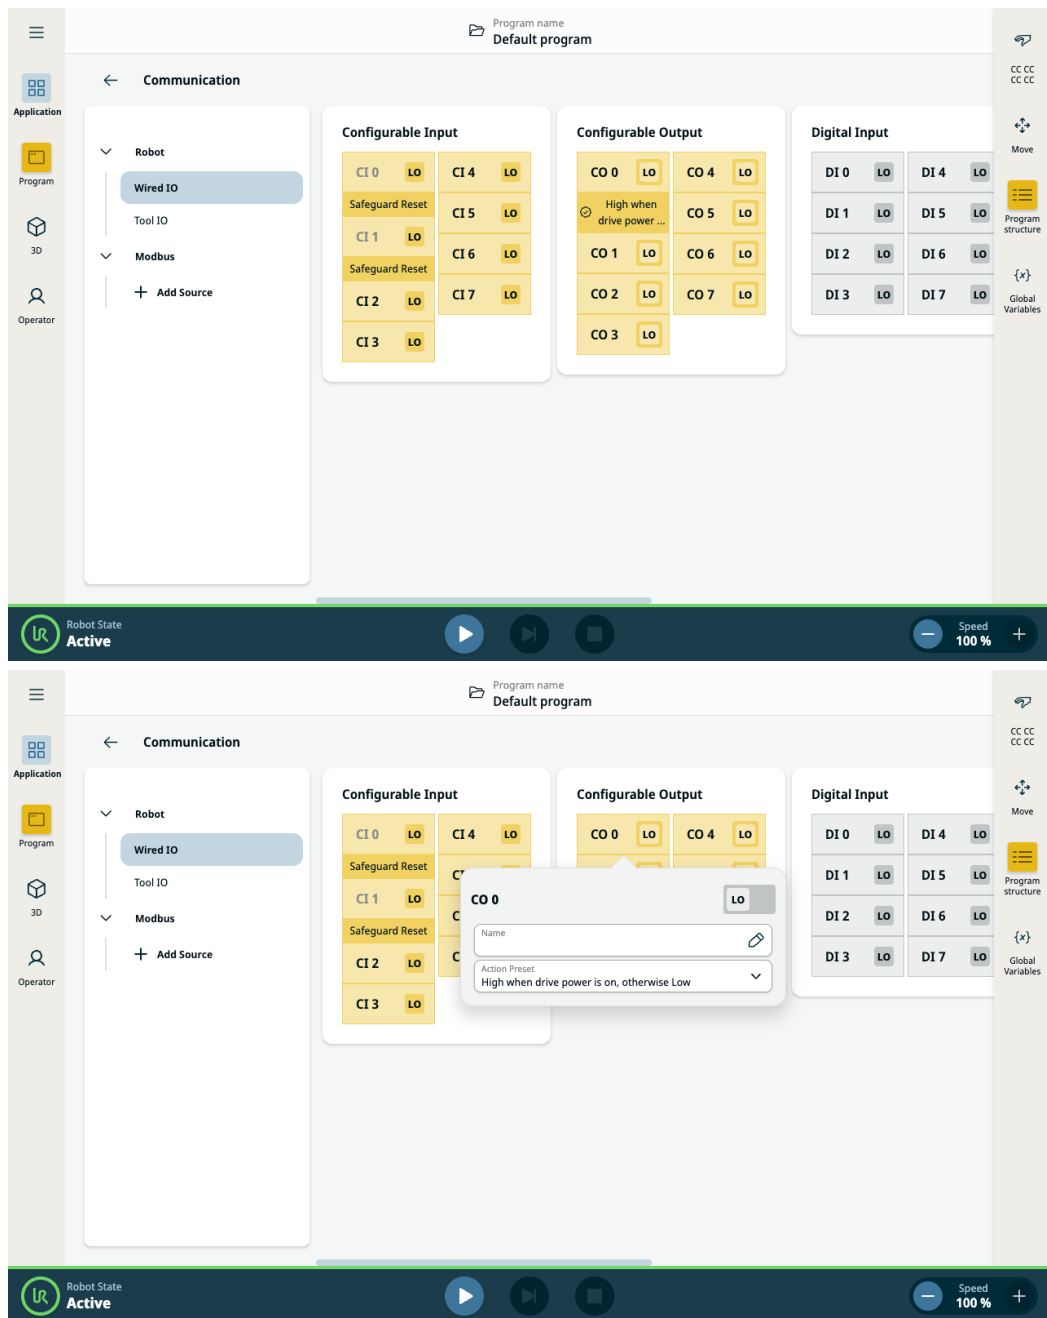 Program name
Default program
Communication
Application
Program
3D
Operator
Robot
Wired IO
Tool IO
Modbus
Add Source
Configurable Input
CI 0 LO
Safeguard Reset
CI 1 LO
Safeguard Reset
CI 2 LO
CI 3 LO
CI 4 LO
CI 5 LO
CI 6 LO
CI 7 LO
Configurable Output
CO 0 LO
High when
drive power ...
CO 1 LO
CO 2 LO
CO 3 LO
CO 4 LO
CO 5 LO
CO 6 LO
CO 7 LO
Digital Input
DI 0 LO
DI 1 LO
DI 2 LO
DI 3 LO
DI 4 LO
DI 5 LO
DI 6 LO
DI 7 LO
CC CC
CC CC
Move
Program
structure
{x}
Global
Variables
Robot State
Active
Speed
100 %
Program name
Default program
Communication
Application
Program
3D
Operator
Robot
Wired IO
Tool IO
Modbus
Add Source
Configurable Input
CI 0 LO
Safeguard Reset
CI 1 LO
Safeguard Reset
CI 2 LO
CI 3 LO
CI 4 LO
Configurable Output
CO 0 LO
CO 4 LO
CO 0
LO
Name
Action Preset
High when drive power is on, otherwise Low
Digital Input
DI 0 LO
DI 1 LO
DI 2 LO
DI 3 LO
DI 4 LO
DI 5 LO
DI 6 LO
DI 7 LO
CC CC
CC CC
Move
Program
structure
{x}
Global
Variables
Robot State
Active
Speed
100 %